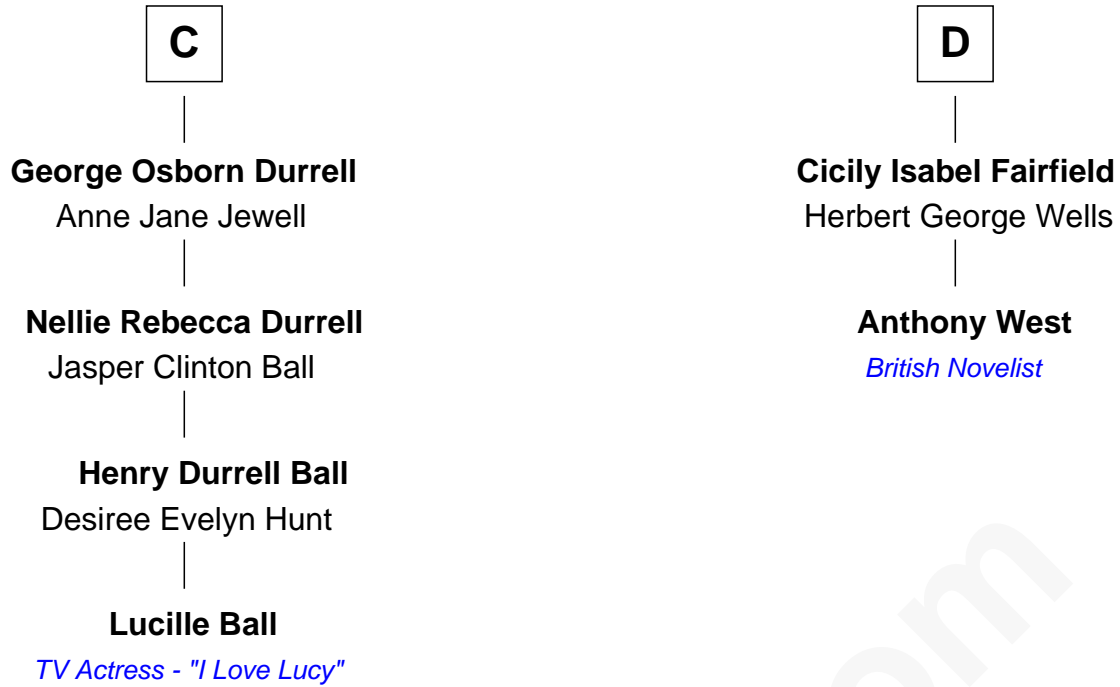 C
George Osborn Durrell
Anne Jane Jewell
Nellie Rebecca Durrell
Jasper Clinton Ball
Henry Durrell Ball
Desiree Evelyn Hunt
Lucille Ball
TV Actress - "I Love Lucy"
D
Cicily Isabel Fairfield
Herbert George Wells
Anthony West
British Novelist
om